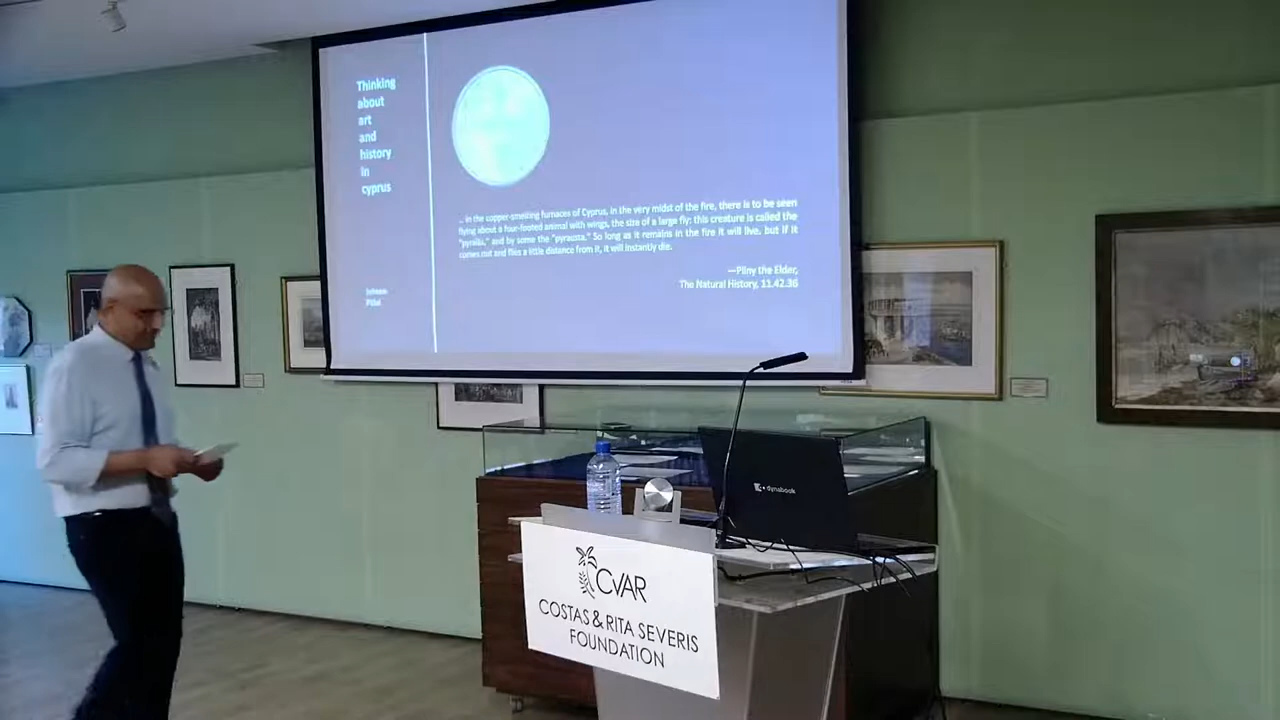 Thinking
about
art
and
history
in
cyprus
... in the copper-smelting furnaces of Cyprus, in the very midst of the fire, there is to be seen
flying about a four-footed animal with wings, the size of a large fly: this creature is called the
"pyrallis," and by some the "pyrausta." So long as it remains in the fire it will live, but if it
comes out and flies a little distance from it, it will instantly die.
—Pliny the Elder,
The Natural History, 11.42.36
dynabook
CVAR
COSTAS & RITA SEVERIS
FOUNDATION